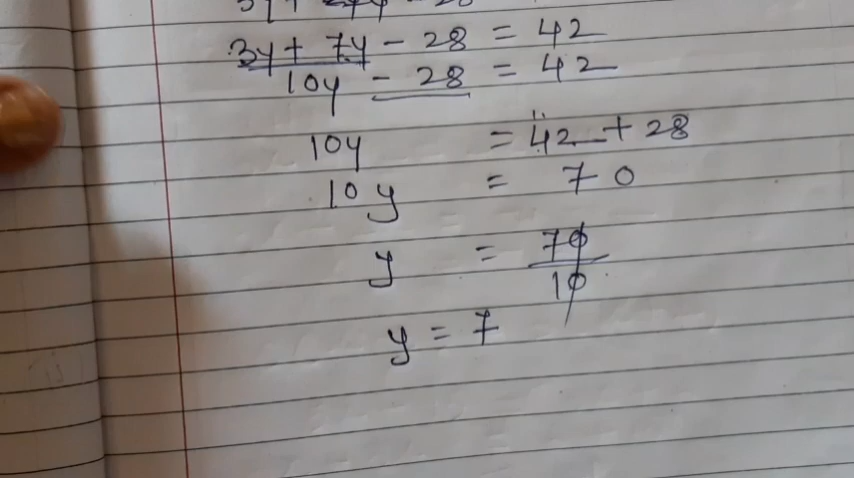 3y + 7y - 28 = 42
10y - 28 = 42
10y = 42 + 28
10y = 70
y = 70/10
y = 7